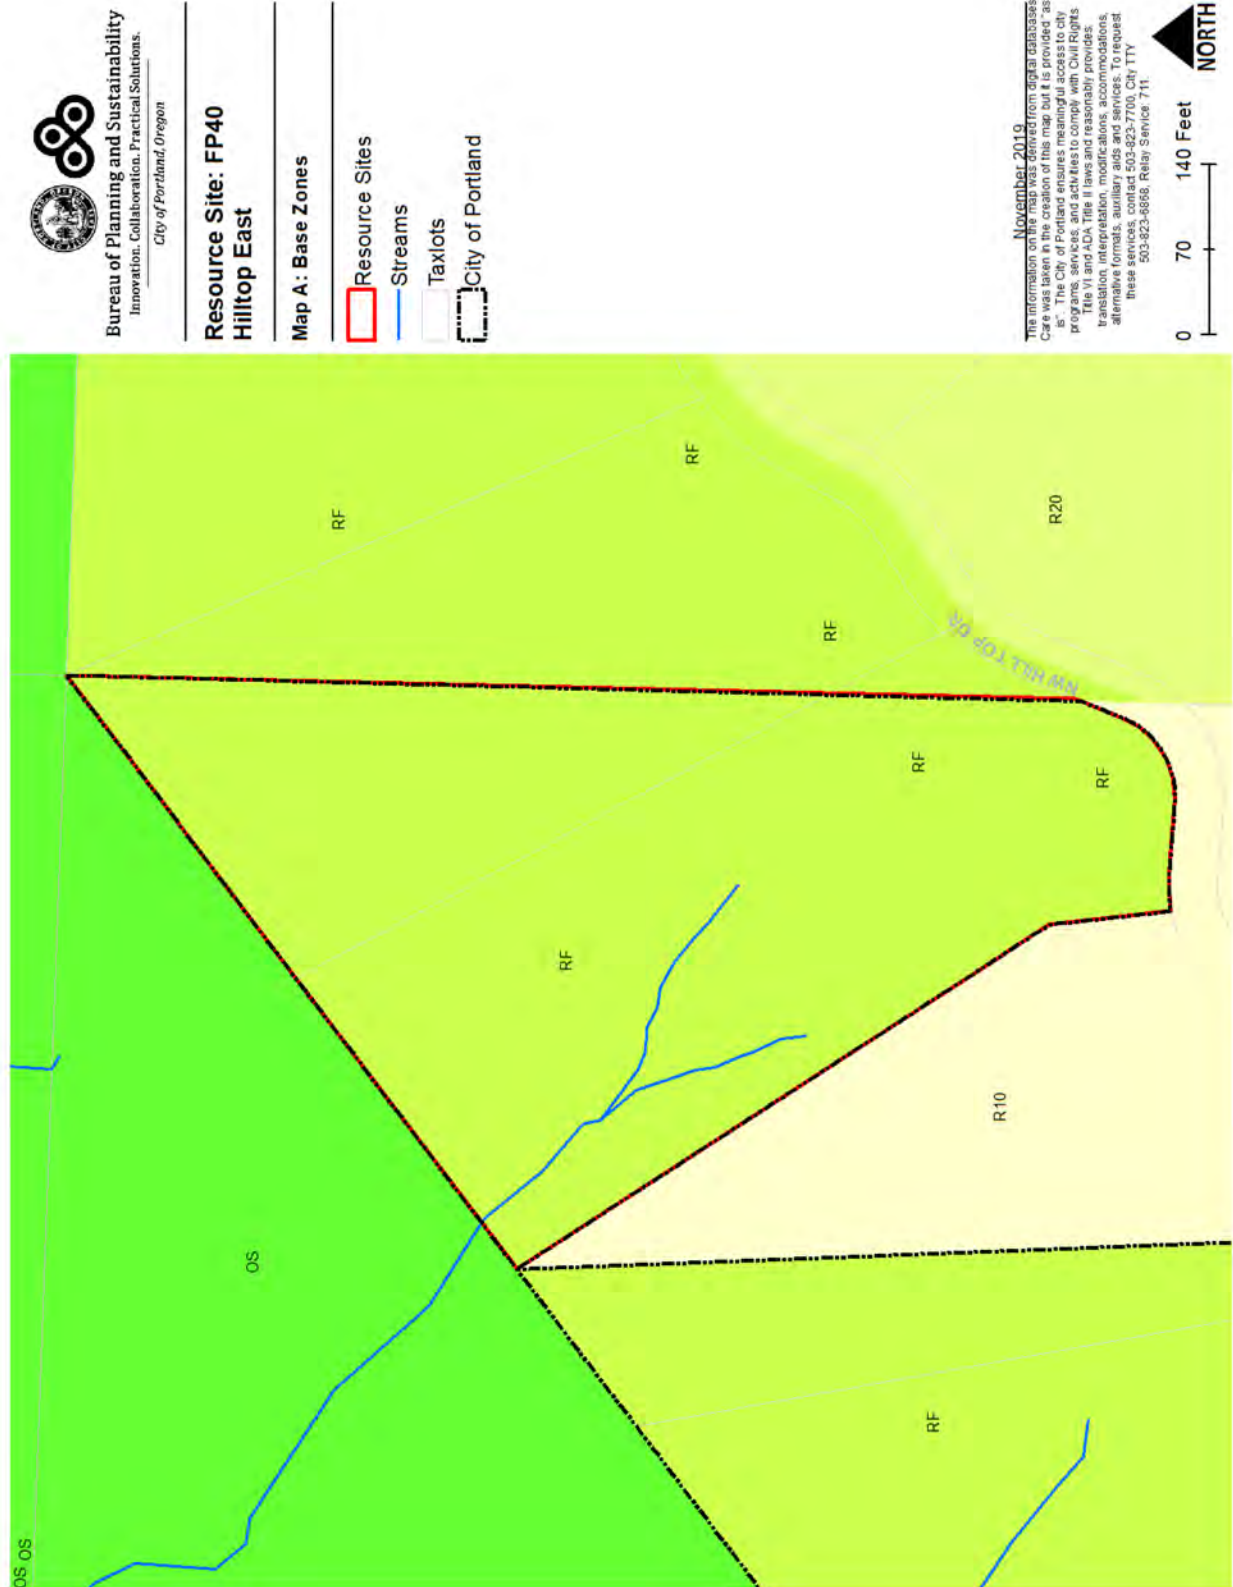 Bureau of Planning and Sustainability
Innovation. Collaboration. Practical Solutions.
City of Portland, Oregon
Resource Site: FP40
Hilltop East
Map A: Base Zones
Resource Sites
Streams
Taxlots
City of Portland
November 2019
The information on the map was derived from digital databases
Care was taken in the creation of this map but it is provided "as
is". The City of Portland ensures meaningful access to city
programs, services, and activities to comply with Civil Rights
Title VI and ADA Title II laws and reasonably provides:
translation, interpretation, modifications, accommodations,
alternative formats, auxiliary aids and services. To request
these services, contact 503-823-7700, City TTY
503-823-6868, Relay Service: 711.
0 70 140 Feet
NORTH
RF
RF
RF
R20
NW HILL TOP DR
RF
RF
RF
R10
OS
RF
OS
OS